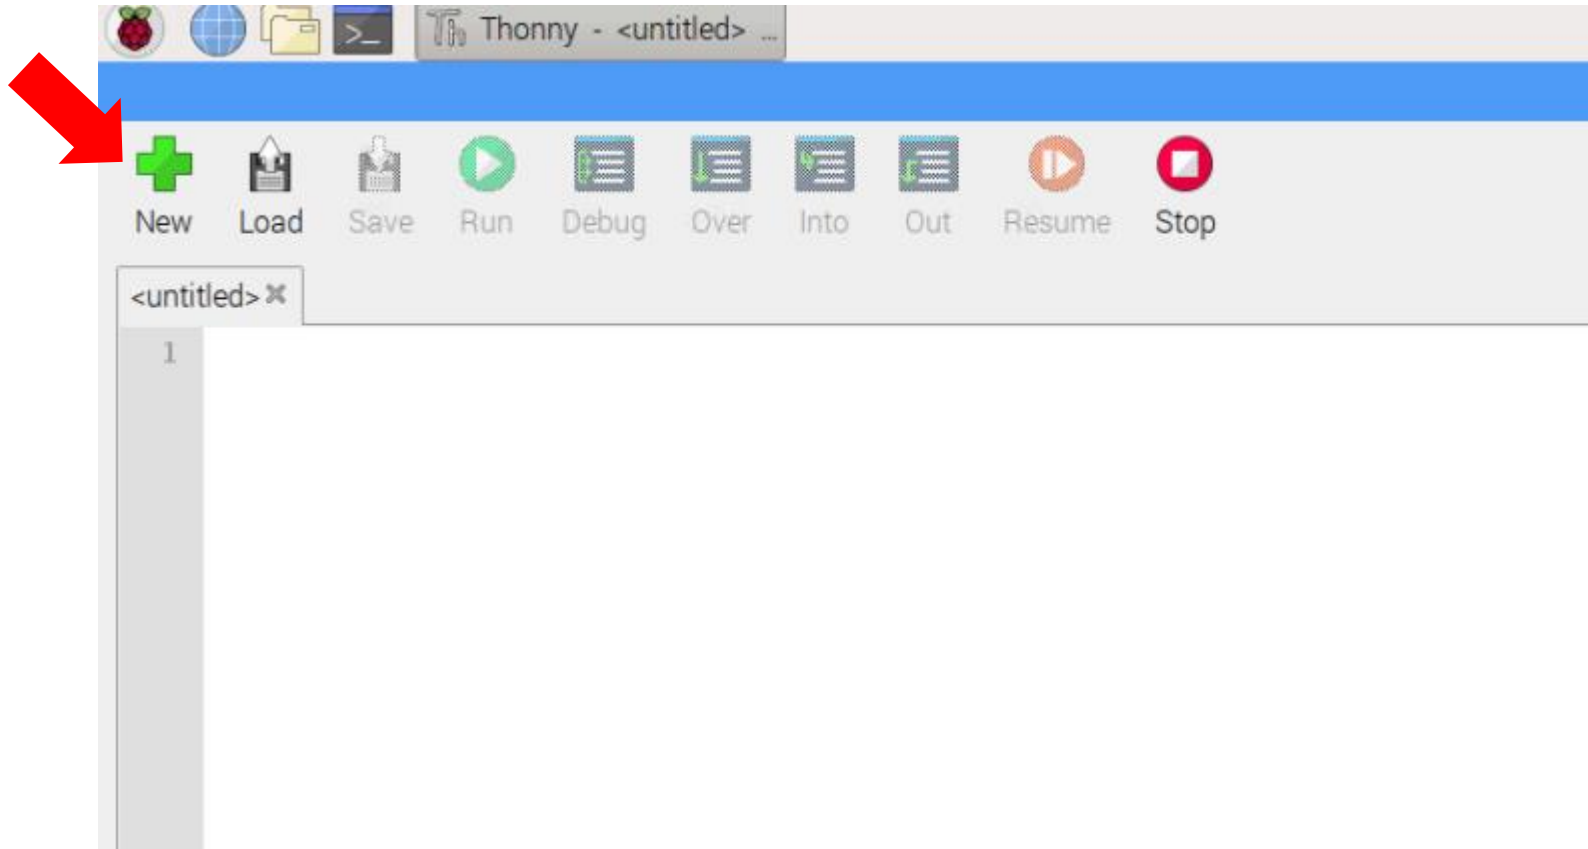 Thonny - <untitled> ...
New Load Save Run Debug Over Into Out Resume Stop
<untitled>
1